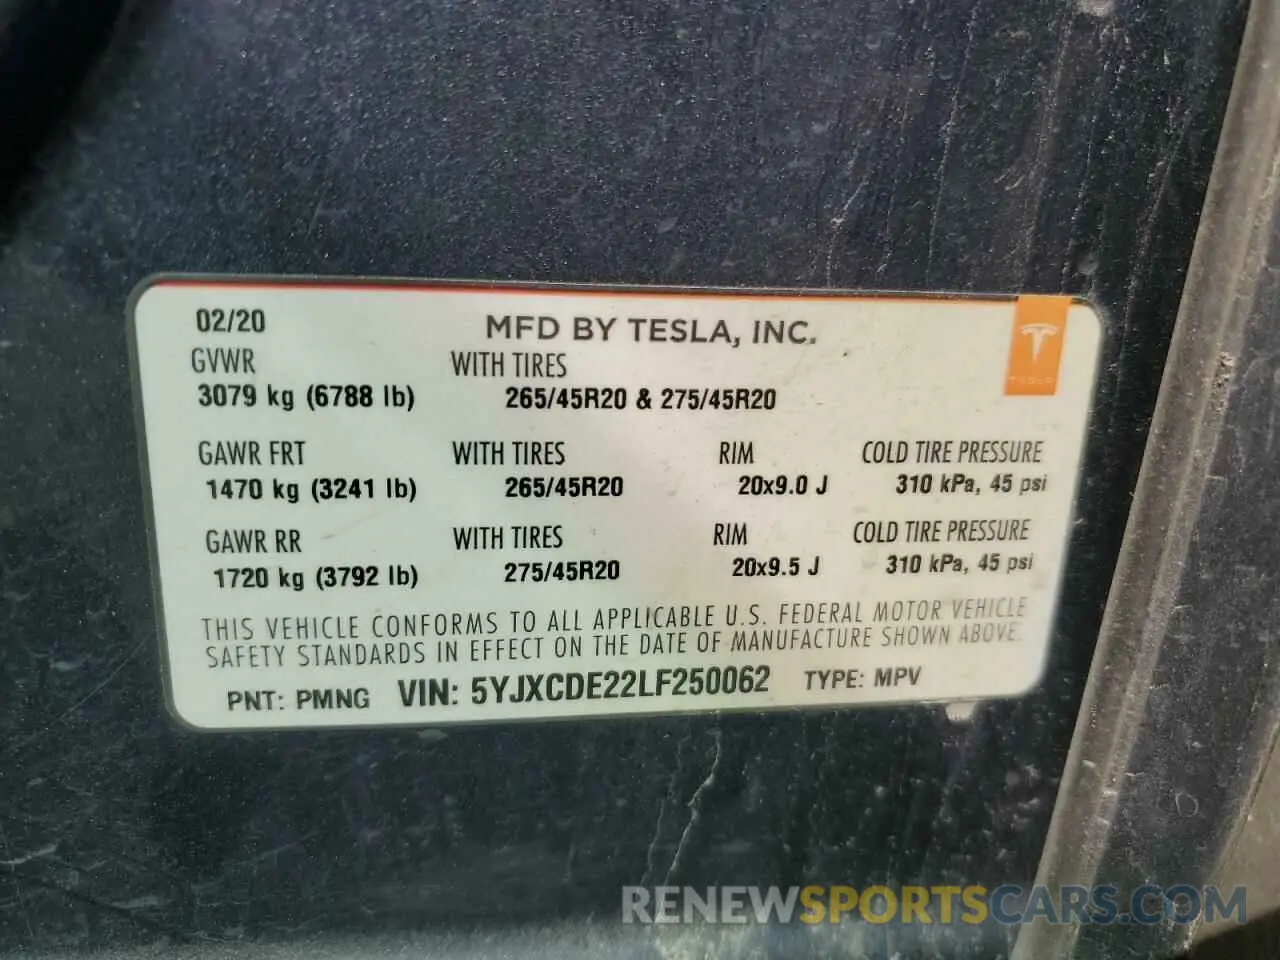 02/20 MFD BY TESLA, INC.
GVWR WITH TIRES
3079 kg (6788 lb) 265/45R20 & 275/45R20
GAWR FRT WITH TIRES RIM COLD TIRE PRESSURE
1470 kg (3241 lb) 265/45R20 20x9.0 J 310 kPa, 45 psi
GAWR RR WITH TIRES RIM COLD TIRE PRESSURE
1720 kg (3792 lb) 275/45R20 20x9.5 J 310 kPa, 45 psi
THIS VEHICLE CONFORMS TO ALL APPLICABLE U.S. FEDERAL MOTOR VEHICLE
SAFETY STANDARDS IN EFFECT ON THE DATE OF MANUFACTURE SHOWN ABOVE.
PNT: PMNG VIN: 5YJXCDE22LF250062 TYPE: MPV
TESLA
RENEWSPORTSCARS.COM